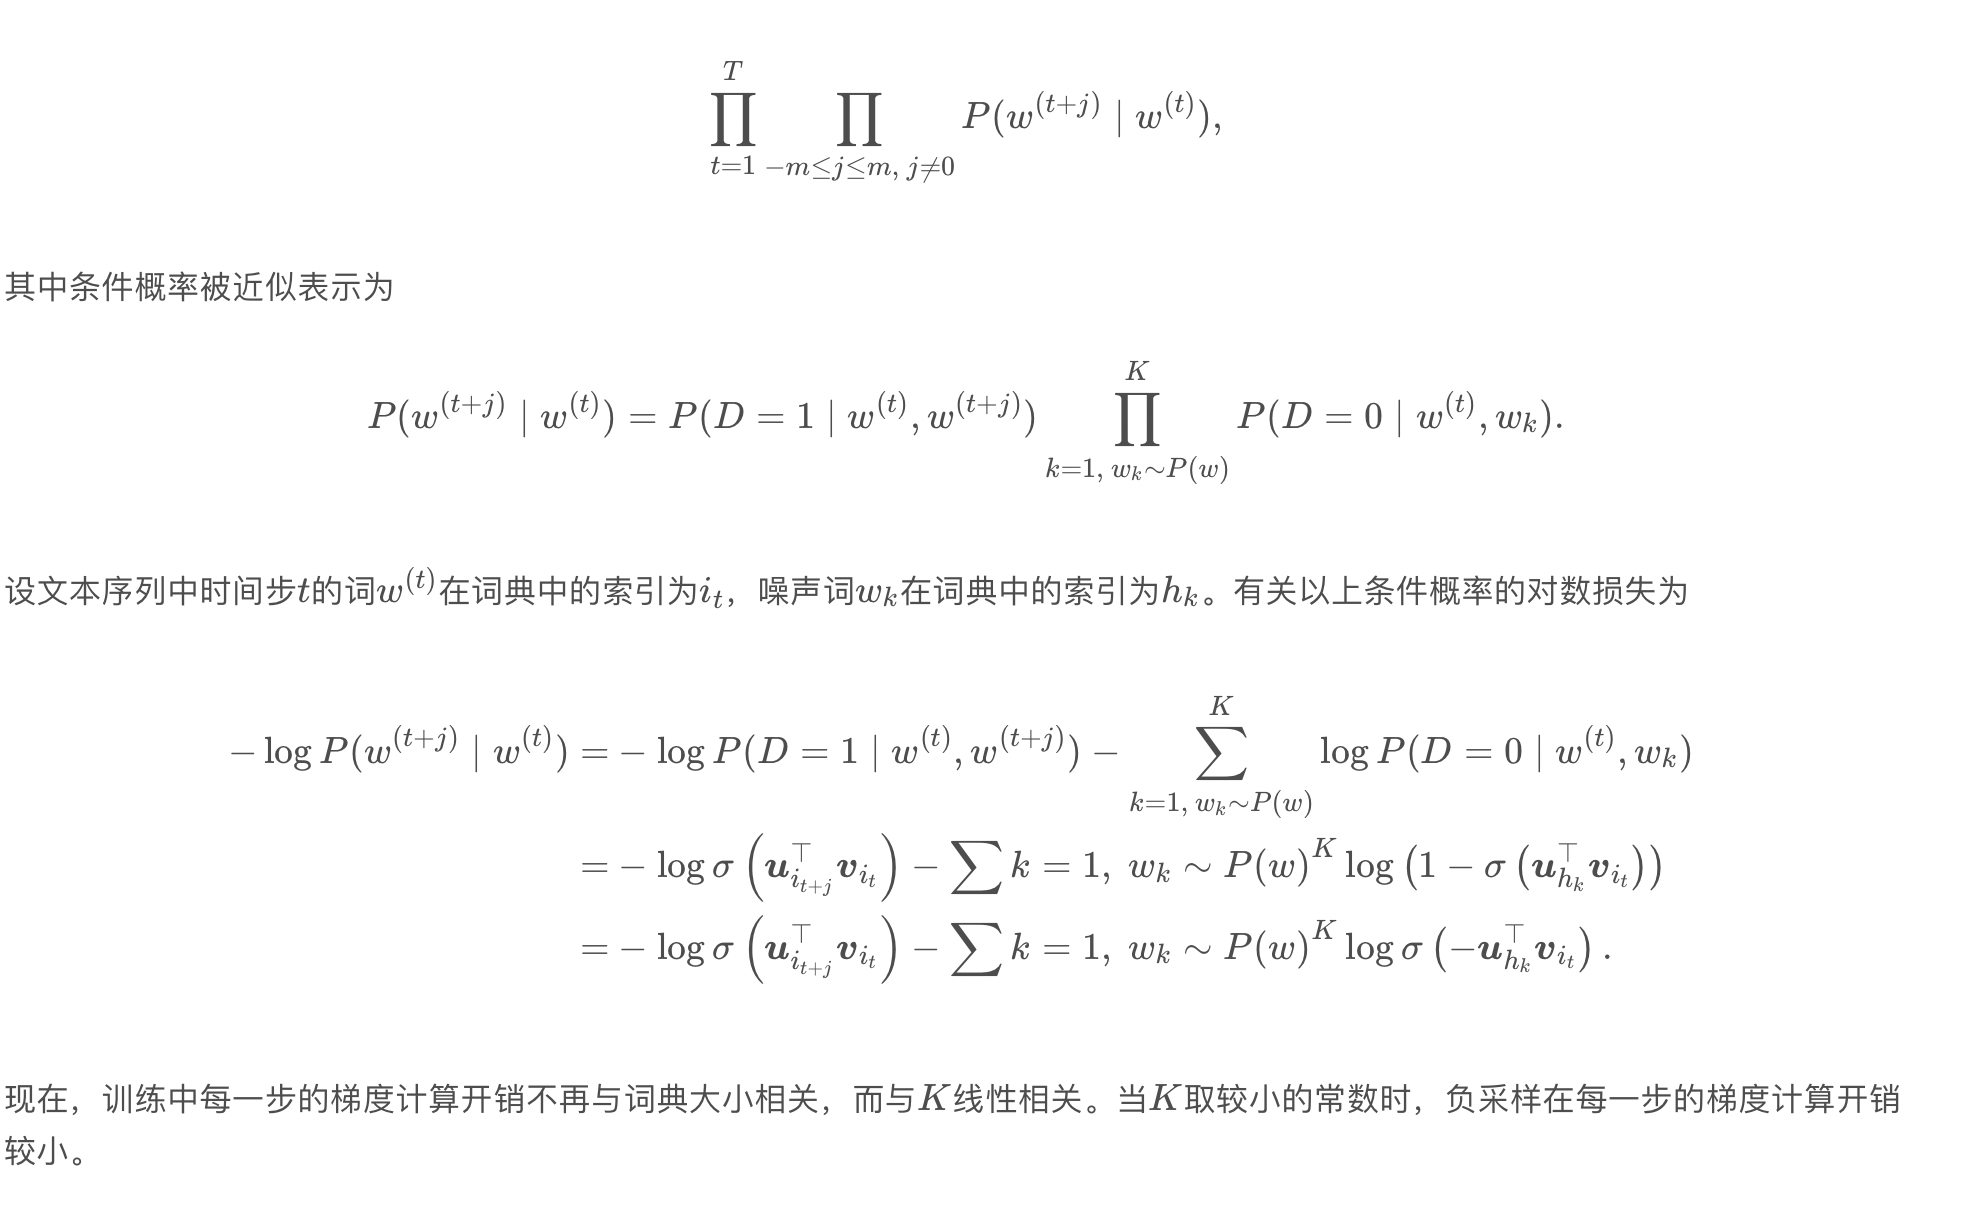 $$\prod_{t=1}^{T} \prod_{-m \leq j \leq m,\ j \neq 0} P(w^{(t+j)} \mid w^{(t)}),$$
其中条件概率被近似表示为
$$P(w^{(t+j)} \mid w^{(t)}) = P(D = 1 \mid w^{(t)}, w^{(t+j)}) \prod_{k=1,\ w_k \sim P(w)}^{K} P(D = 0 \mid w^{(t)}, w_k).$$
设文本序列中时间步$t$的词$w^{(t)}$在词典中的索引为$i_t$，噪声词$w_k$在词典中的索引为$h_k$。有关以上条件概率的对数损失为
$$-\log P(w^{(t+j)} \mid w^{(t)}) = -\log P(D = 1 \mid w^{(t)}, w^{(t+j)}) - \sum_{k=1,\ w_k \sim P(w)}^{K} \log P(D = 0 \mid w^{(t)}, w_k)$$
$$= -\log \sigma \left( \boldsymbol{u}_{i_{t+j}}^\top \boldsymbol{v}_{i_t} \right) - \sum k = 1,\ w_k \sim P(w)^K \log \left( 1 - \sigma \left( \boldsymbol{u}_{h_k}^\top \boldsymbol{v}_{i_t} \right) \right)$$
$$= -\log \sigma \left( \boldsymbol{u}_{i_{t+j}}^\top \boldsymbol{v}_{i_t} \right) - \sum k = 1,\ w_k \sim P(w)^K \log \sigma \left( -\boldsymbol{u}_{h_k}^\top \boldsymbol{v}_{i_t} \right).$$
现在，训练中每一步的梯度计算开销不再与词典大小相关，而与$K$线性相关。当$K$取较小的常数时，负采样在每一步的梯度计算开销
较小。